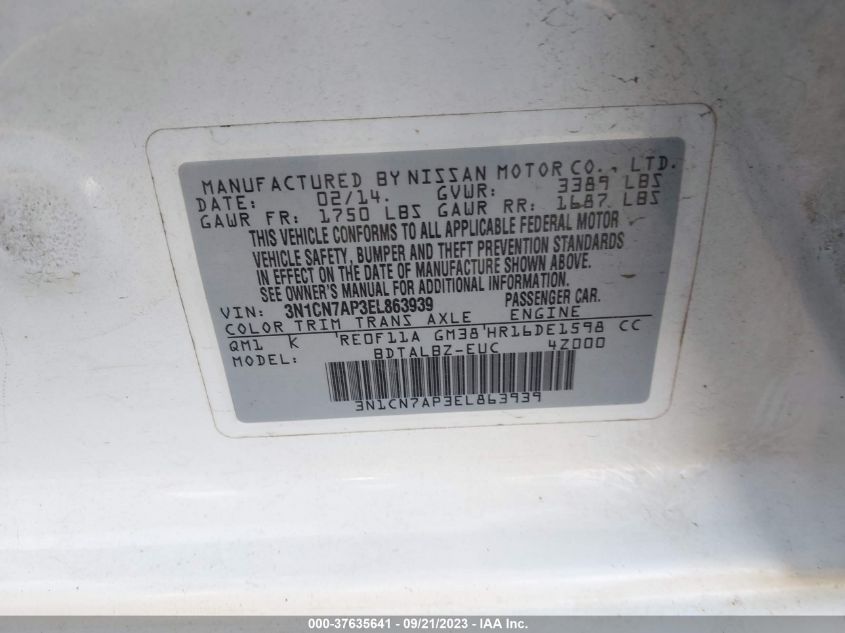 MANUFACTURED BY NISSAN MOTOR CO., LTD.
DATE: 02/14. GVWR: 3389 LBS
GAWR FR: 1750 LBS GAWR RR: 1687 LBS
THIS VEHICLE CONFORMS TO ALL APPLICABLE FEDERAL MOTOR
VEHICLE SAFETY, BUMPER AND THEFT PREVENTION STANDARDS
IN EFFECT ON THE DATE OF MANUFACTURE SHOWN ABOVE.
SEE OWNER'S MANUAL FOR ADDITIONAL INFORMATION.
VIN: 3N1CN7AP3EL863939 PASSENGER CAR.
COLOR TRIM TRANS AXLE ENGINE
QM1 K 'RE0F11A GM38'HR16DE1598 CC
MODEL: BDTALBZ-EUC 4Z000
3N1CN7AP3EL863939
000-37635641 - 09/21/2023 - IAA Inc.